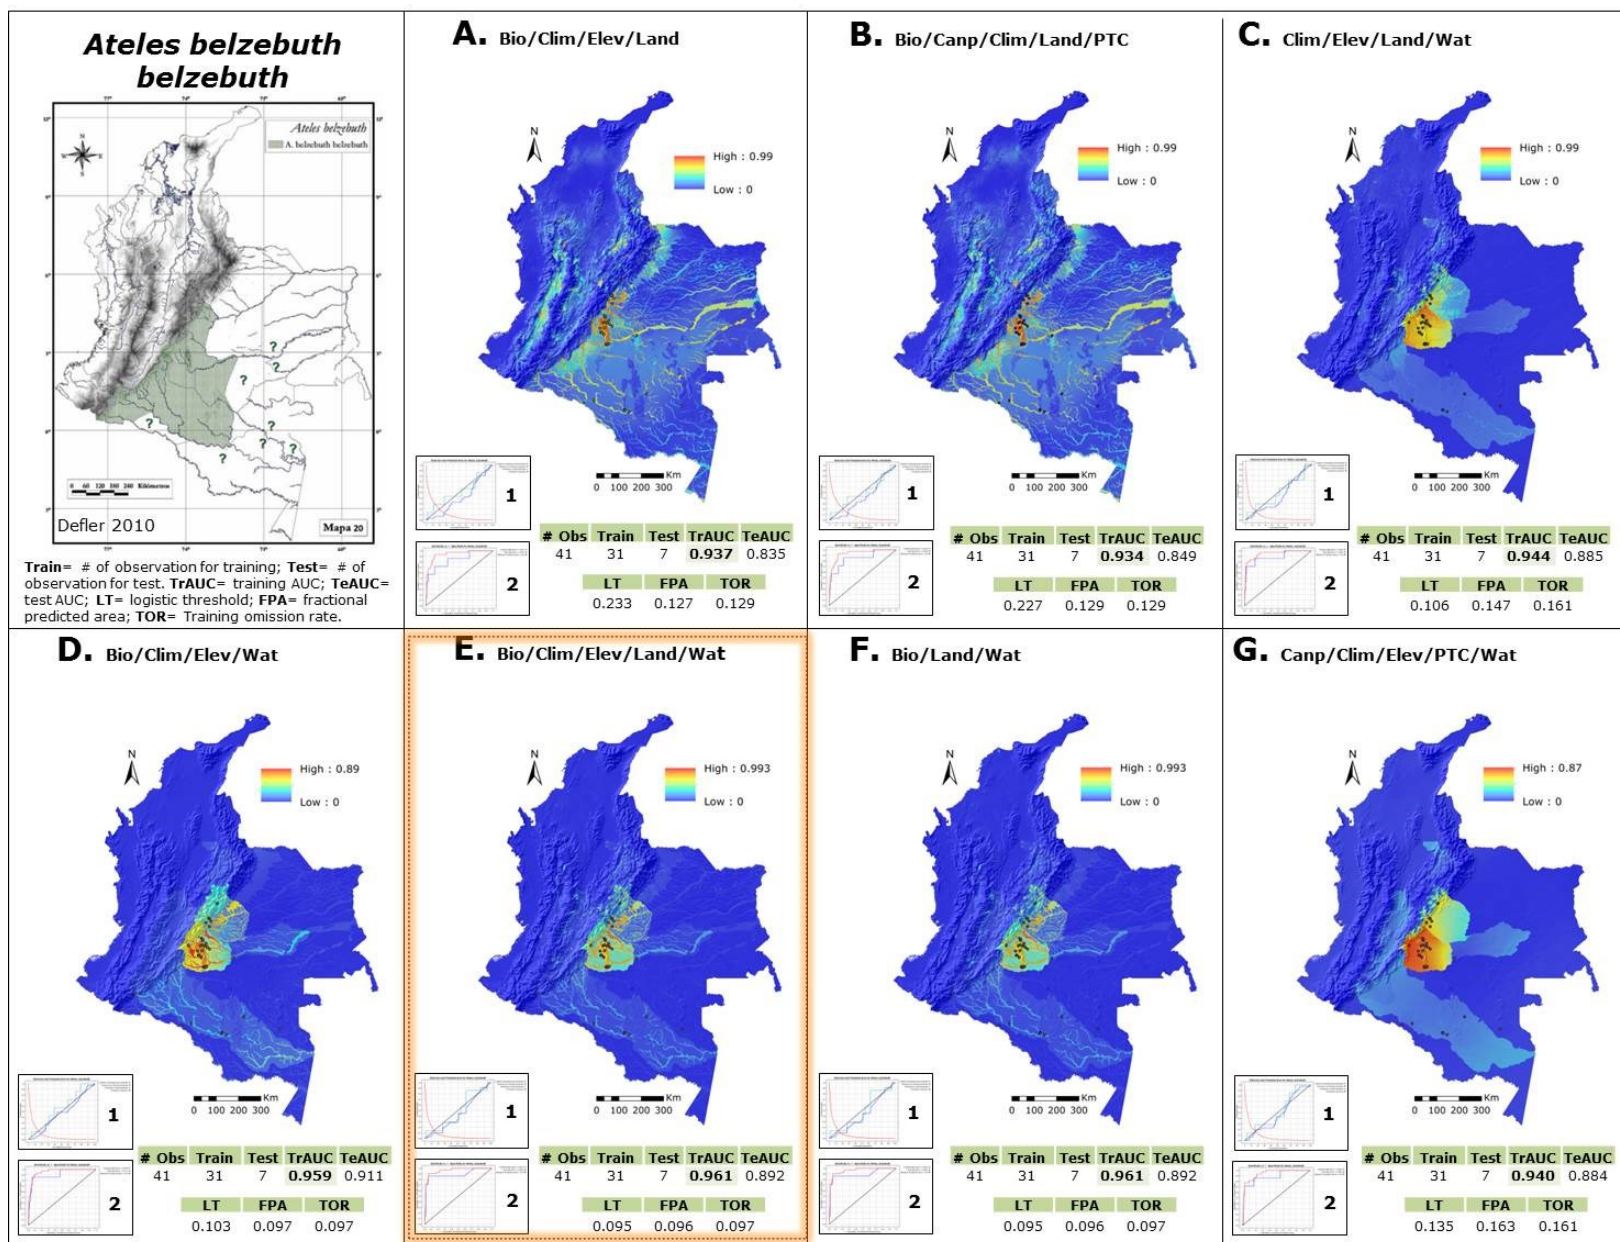 Ateles belzebuth
belzebuth
Ateles belzebuth
A. belzebuth belzebuth
N
W
E
S
?
?
?
?
?
?
?
?
0 60 120 180 240 Kilómetros
Defler 2010
Mapa 20
Train= # of observation for training; Test= # of
observation for test. TrAUC= training AUC; TeAUC=
test AUC; LT= logistic threshold; FPA= fractional
predicted area; TOR= Training omission rate.
A. Bio/Clim/Elev/Land
N
High : 0.99
Low : 0
Km
0 100 200 300
1
2
# Obs Train Test TrAUC TeAUC
41 31 7 0.937 0.835
LT FPA TOR
0.233 0.127 0.129
B. Bio/Canp/Clim/Land/PTC
N
High : 0.99
Low : 0
Km
0 100 200 300
1
2
# Obs Train Test TrAUC TeAUC
41 31 7 0.934 0.849
LT FPA TOR
0.227 0.129 0.129
C. Clim/Elev/Land/Wat
N
High : 0.99
Low : 0
Km
0 100 200 300
1
2
# Obs Train Test TrAUC TeAUC
41 31 7 0.944 0.885
LT FPA TOR
0.106 0.147 0.161
D. Bio/Clim/Elev/Wat
N
High : 0.89
Low : 0
Km
0 100 200 300
1
2
# Obs Train Test TrAUC TeAUC
41 31 7 0.959 0.911
LT FPA TOR
0.103 0.097 0.097
E. Bio/Clim/Elev/Land/Wat
N
High : 0.993
Low : 0
Km
0 100 200 300
1
2
# Obs Train Test TrAUC TeAUC
41 31 7 0.961 0.892
LT FPA TOR
0.095 0.096 0.097
F. Bio/Land/Wat
N
High : 0.993
Low : 0
Km
0 100 200 300
1
2
# Obs Train Test TrAUC TeAUC
41 31 7 0.961 0.892
LT FPA TOR
0.095 0.096 0.097
G. Canp/Clim/Elev/PTC/Wat
N
High : 0.87
Low : 0
Km
0 100 200 300
1
2
# Obs Train Test TrAUC TeAUC
41 31 7 0.940 0.884
LT FPA TOR
0.135 0.163 0.161